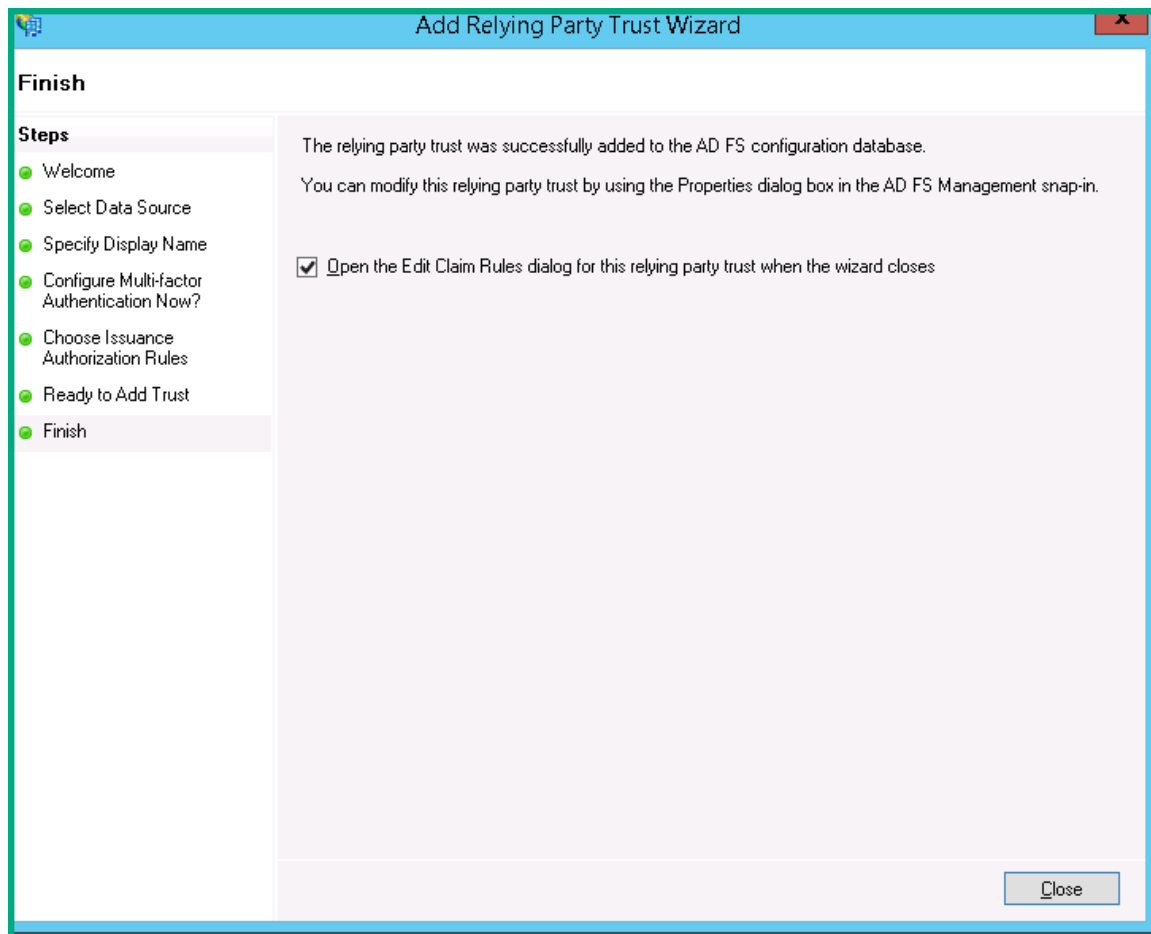 Add Relying Party Trust Wizard
Finish
Steps
Welcome
Select Data Source
Specify Display Name
Configure Multi-factor
Authentication Now?
Choose Issuance
Authorization Rules
Ready to Add Trust
Finish
The relying party trust was successfully added to the AD FS configuration database.
You can modify this relying party trust by using the Properties dialog box in the AD FS Management snap-in.
Open the Edit Claim Rules dialog for this relying party trust when the wizard closes
Close